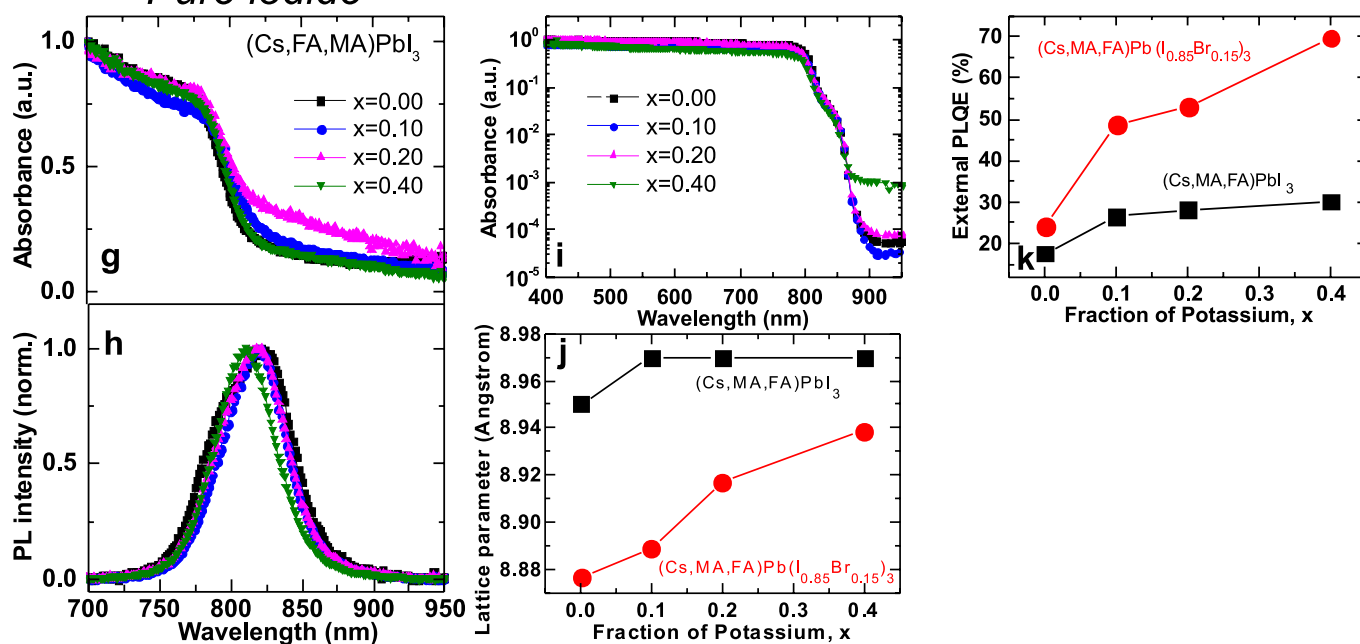 Pure Iodide
1.0
0.5
0.0
Absorbance (a.u.)
(Cs,FA,MA)PbI3
x=0.00
x=0.10
x=0.20
x=0.40
g
1.0
0.5
0.0
PL intensity (norm.)
h
700 750 800 850 900 950
Wavelength (nm)
10^0
10^-1
10^-2
10^-3
10^-4
10^-5
Absorbance (a.u.)
x=0.00
x=0.10
x=0.20
x=0.40
i
400 500 600 700 800 900
Wavelength (nm)
8.98
8.96
8.94
8.92
8.90
8.88
Lattice parameter (Angstrom)
j
(Cs,MA,FA)PbI3
(Cs,MA,FA)Pb(I0.85Br0.15)3
0.0 0.1 0.2 0.3 0.4
Fraction of Potassium, x
70
60
50
40
30
20
External PLQE (%)
(Cs,MA,FA)Pb(I0.85Br0.15)3
(Cs,MA,FA)PbI3
k
0.0 0.1 0.2 0.3 0.4
Fraction of Potassium, x